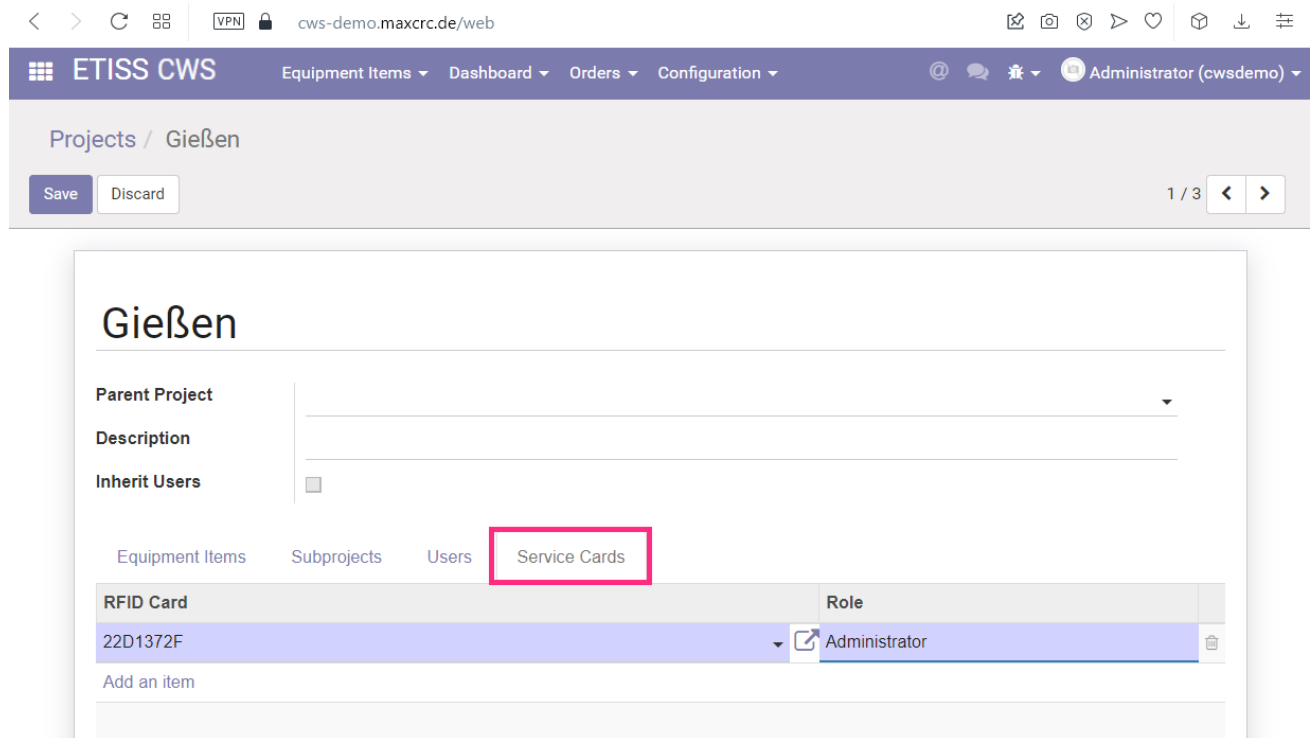 VPN cws-demo.maxcrc.de/web
ETISS CWS Equipment Items Dashboard Orders Configuration @ Administrator (cwsdemo)
Projects / Gießen
Save Discard 1 / 3
Gießen
Parent Project
Description
Inherit Users
Equipment Items Subprojects Users Service Cards
RFID Card Role
22D1372F Administrator
Add an item